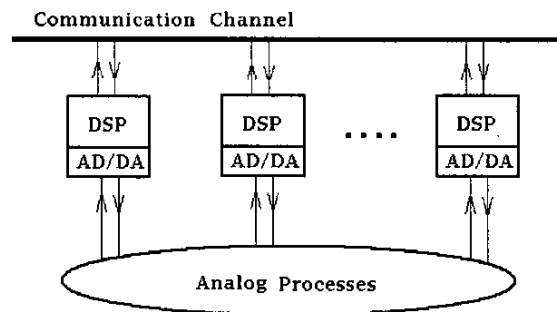 Communication Channel
DSP DSP .... DSP
AD/DA AD/DA AD/DA
Analog Processes